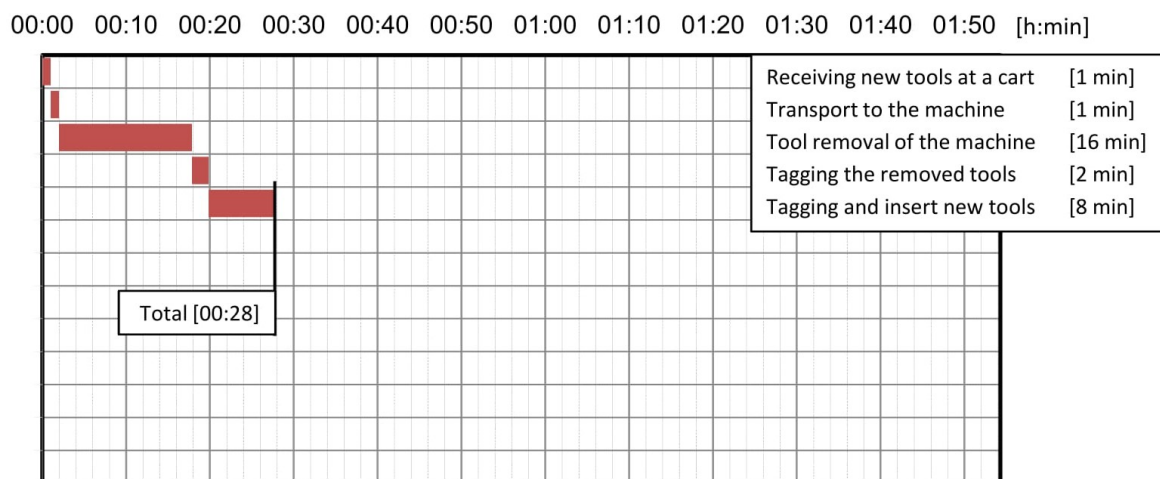 00:00 00:10 00:20 00:30 00:40 00:50 01:00 01:10 01:20 01:30 01:40 01:50 [h:min]
Receiving new tools at a cart [1 min]
Transport to the machine [1 min]
Tool removal of the machine [16 min]
Tagging the removed tools [2 min]
Tagging and insert new tools [8 min]
Total [00:28]